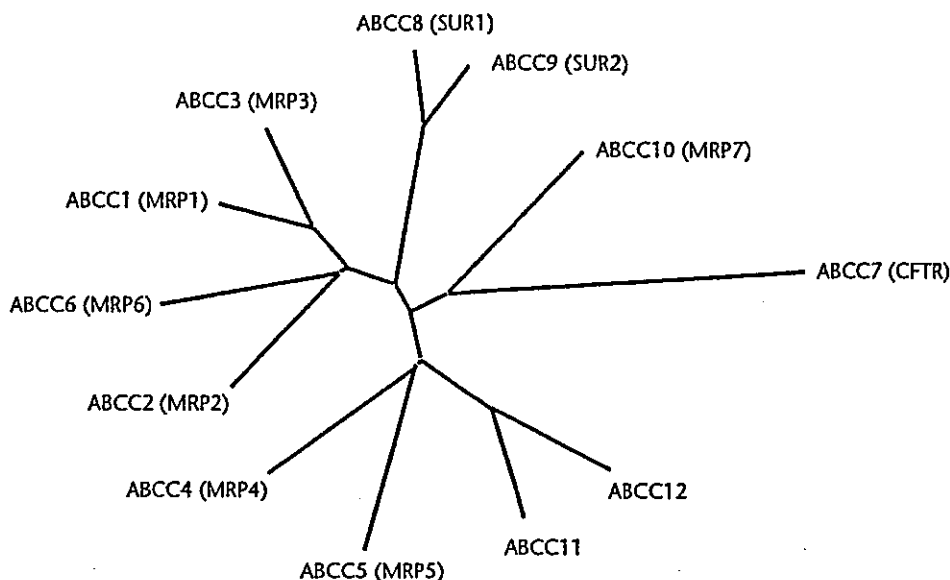 ABCC8 (SUR1)
ABCC9 (SUR2)
ABCC3 (MRP3)
ABCC10 (MRP7)
ABCC1 (MRP1)
ABCC7 (CFTR)
ABCC6 (MRP6)
ABCC2 (MRP2)
ABCC4 (MRP4)
ABCC12
ABCC11
ABCC5 (MRP5)